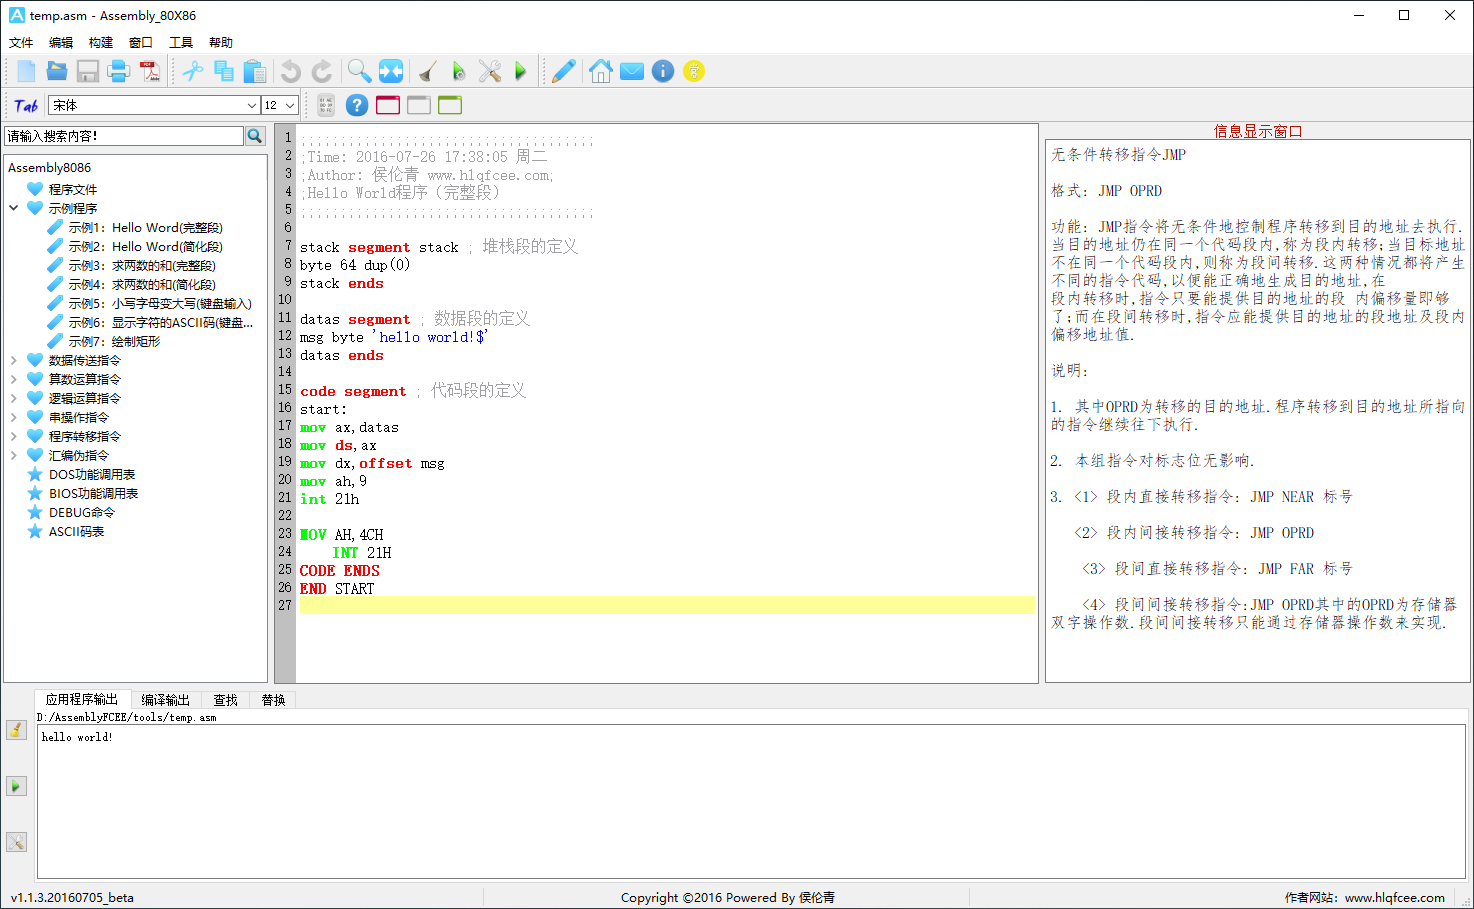 temp.asm - Assembly_80X86
文件 编辑 构建 窗口 工具 帮助
Tab 宋体 12
请输入搜索内容!
Assembly8086
程序文件
示例程序
示例1：Hello Word(完整段)
示例2：Hello Word(简化段)
示例3：求两数的和(完整段)
示例4：求两数的和(简化段)
示例5：小写字母变大写(键盘输入)
示例6：显示字符的ASCII码(键盘...
示例7：绘制矩形
数据传送指令
算数运算指令
逻辑运算指令
串操作指令
程序转移指令
汇编伪指令
DOS功能调用表
BIOS功能调用表
DEBUG命令
ASCII码表
1 ;;;;;;;;;;;;;;;;;;;;;;;;;;;;;;;;;;;;;
2 ;Time: 2016-07-26 17:38:05 周二
3 ;Author: 侯伦青 www.hlqfcee.com;
4 ;Hello World程序（完整段）
5 ;;;;;;;;;;;;;;;;;;;;;;;;;;;;;;;;;;;;;
6
7 stack segment stack ; 堆栈段的定义
8 byte 64 dup(0)
9 stack ends
10
11 datas segment ; 数据段的定义
12 msg byte 'hello world!$'
13 datas ends
14
15 code segment ; 代码段的定义
16 start:
17 mov ax,datas
18 mov ds,ax
19 mov dx,offset msg
20 mov ah,9
21 int 21h
22
23 MOV AH,4CH
24 INT 21H
25 CODE ENDS
26 END START
27
信息显示窗口
无条件转移指令JMP
格式: JMP OPRD
功能: JMP指令将无条件地控制程序转移到目的地址去执行.
当目的地址仍在同一个代码段内,称为段内转移;当目标地址
不在同一个代码段内,则称为段间转移.这两种情况都将产生
不同的指令代码,以便能正确地生成目的地址,在
段内转移时,指令只要能提供目的地址的段 内偏移量即够
了;而在段间转移时,指令应能提供目的地址的段地址及段内
偏移地址值.
说明:
1. 其中OPRD为转移的目的地址.程序转移到目的地址所指向
的指令继续往下执行.
2. 本组指令对标志位无影响.
3. <1> 段内直接转移指令: JMP NEAR 标号
<2> 段内间接转移指令: JMP OPRD
<3> 段间直接转移指令: JMP FAR 标号
<4> 段间间接转移指令:JMP OPRD其中的OPRD为存储器
双字操作数.段间间接转移只能通过存储器操作数来实现.
应用程序输出 编译输出 查找 替换
D:/AssemblyFCEE/tools/temp.asm
hello world!
v1.1.3.20160705_beta
Copyright ©2016 Powered By 侯伦青
作者网站：www.hlqfcee.com